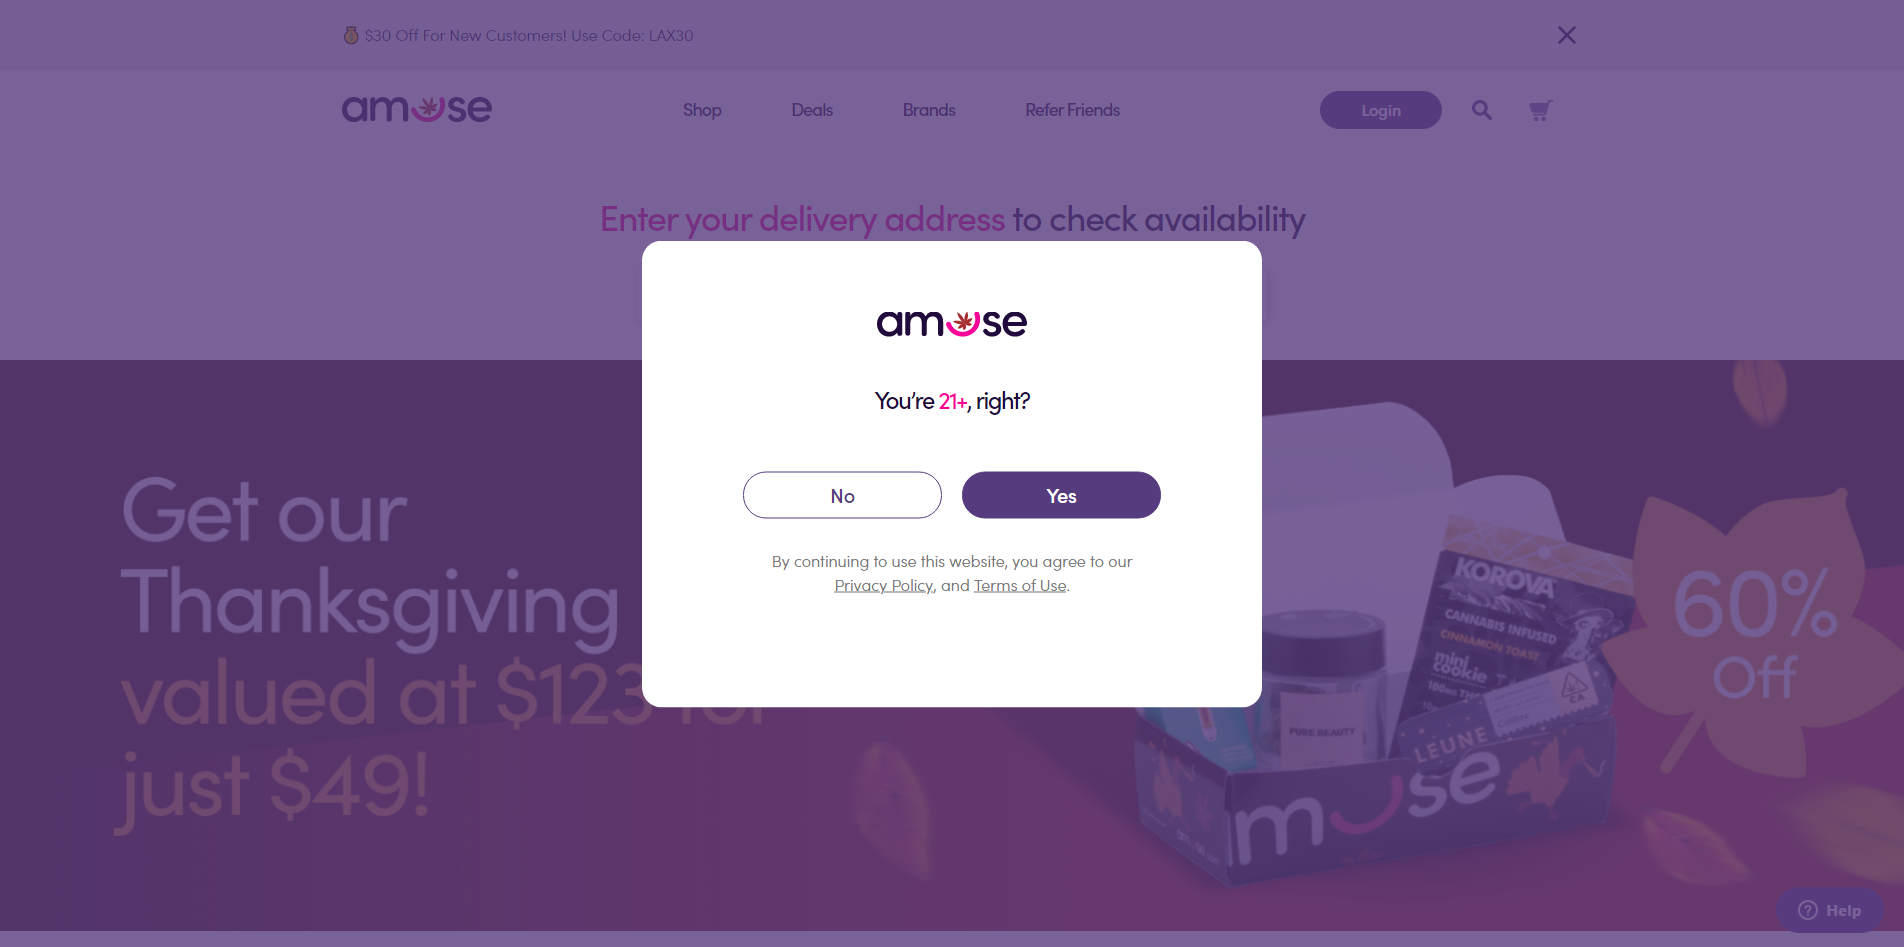 $30 Off For New Customers! Use Code: LAX30
amuse
Shop
Deals
Brands
Refer Friends
Login
Enter your delivery address to check availability
amuse
You're 21+, right?
No
Yes
By continuing to use this website, you agree to our
Privacy Policy, and Terms of Use.
Get our
Thanksgiving
valued at $123 for
just $49!
KOROVA
CANNABIS INFUSED
CINNAMON TOAST
mini
cookie
PURE BEAUTY
LEUNE
CA
muse
60%
Off
Help